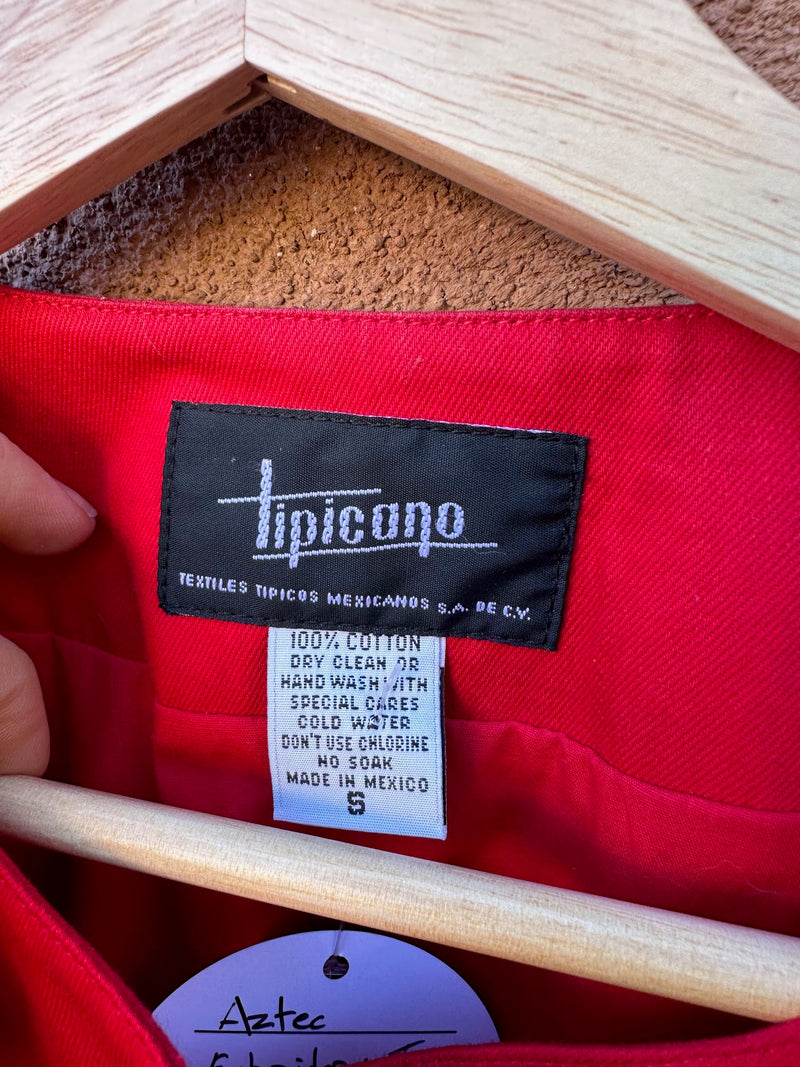 tipicano
TEXTILES TIPICOS MEXICANOS S.A. DE C.V.
100% COTTON
DRY CLEAN OR
HAND WASH WITH
SPECIAL CARES
COLD WATER
DON'T USE CHLORINE
NO SOAK
MADE IN MEXICO
S
Aztec